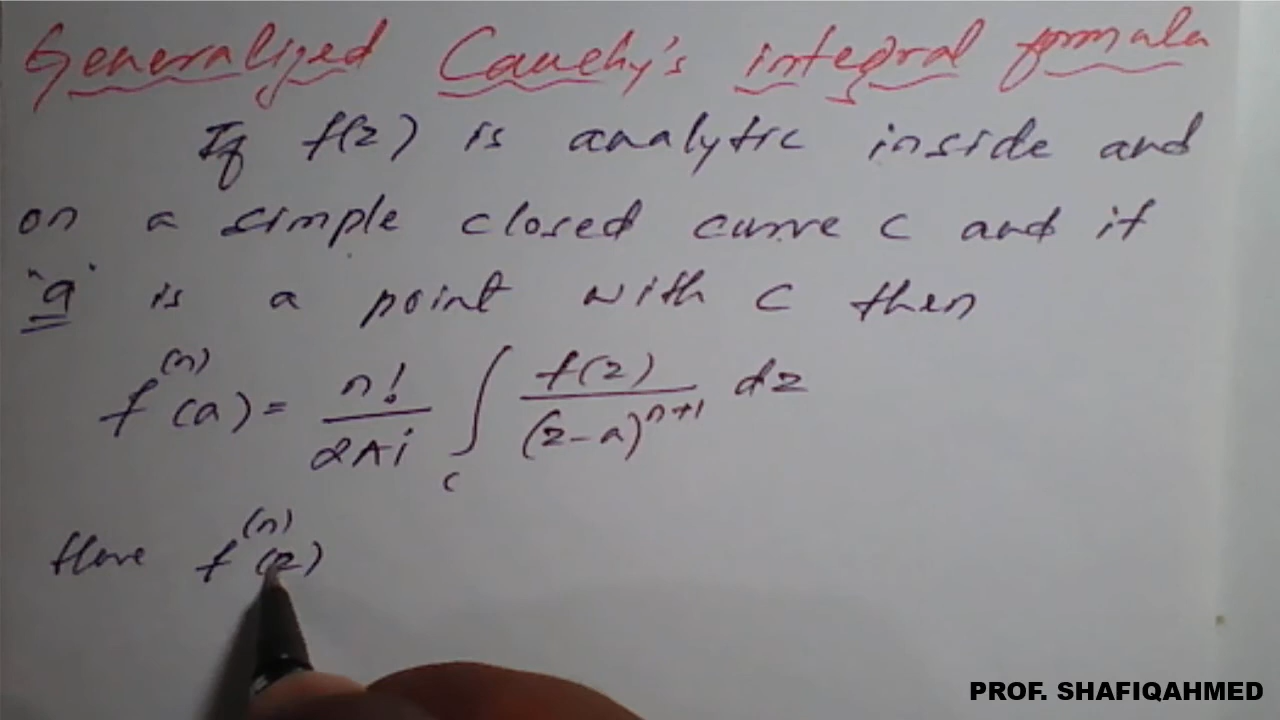 Generalized Cauchy's integral formula
If f(z) is analytic inside and
on a simple closed curve C and if
"a" is a point with C then
f^(n)(a) = n!/2πi ∫_C f(z)/(z-a)^(n+1) dz
Here f^(n)(z)
PROF. SHAFIQAHMED